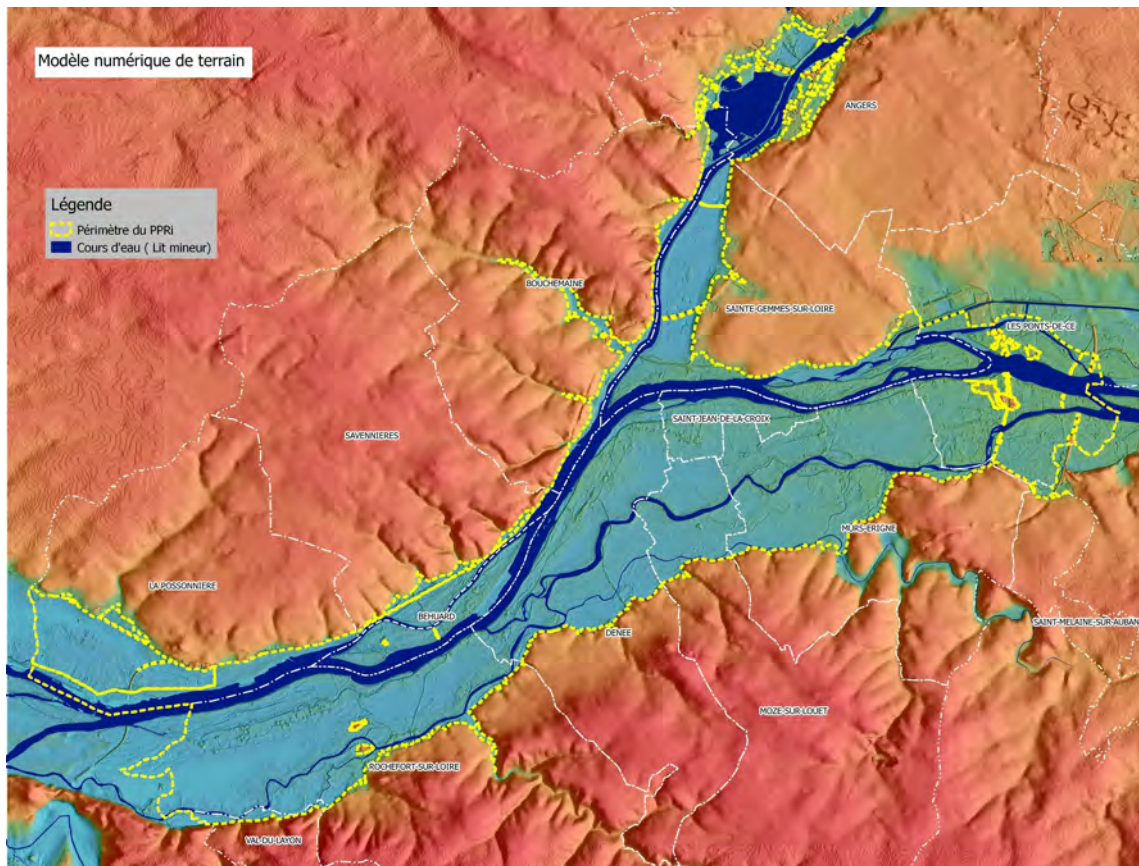 Modèle numérique de terrain
ANGERS
Légende
Périmètre du PPRi
Cours d'eau ( Lit mineur)
BOUCHEMAINE
SAINTE-GEMMES-SUR-LOIRE
LES PONTS-DE-CE
SAINT-JEAN-DE-LA-CROIX
SAVENNIERES
MURS-ERIGNE
LA POSSONNIERE
BEHUARD
SAINT-MELAINE-SUR-AUBAN
DENEE
MOZE-SUR-LOUET
ROCHEFORT-SUR-LOIRE
VAL-DU-LAYON